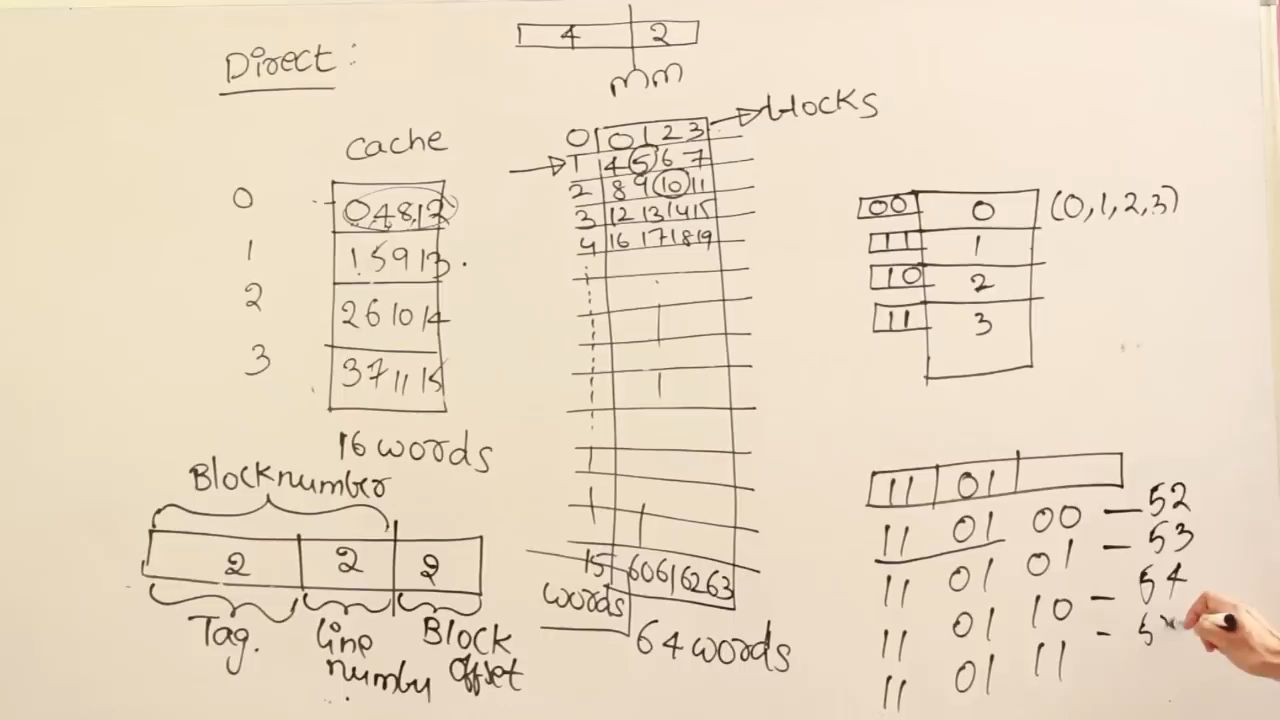 4 2
Direct:
mm
blocks
cache
0 0 1 2 3
1 4 5 6 7
2 8 9 10 11
3 12 13 14 15
4 16 17 18 19
15 60 61 62 63
words
64 words
0 0 4 8 12
1 1 5 9 13
2 2 6 10 14
3 3 7 11 15
16 words
Block number
2 2 2
Tag. line number Block offset
00 0 (0,1,2,3)
11 1
10 2
11 3
11 01
11 01 00 - 52
11 01 01 - 53
11 01 10 - 54
11 01 11 - 5